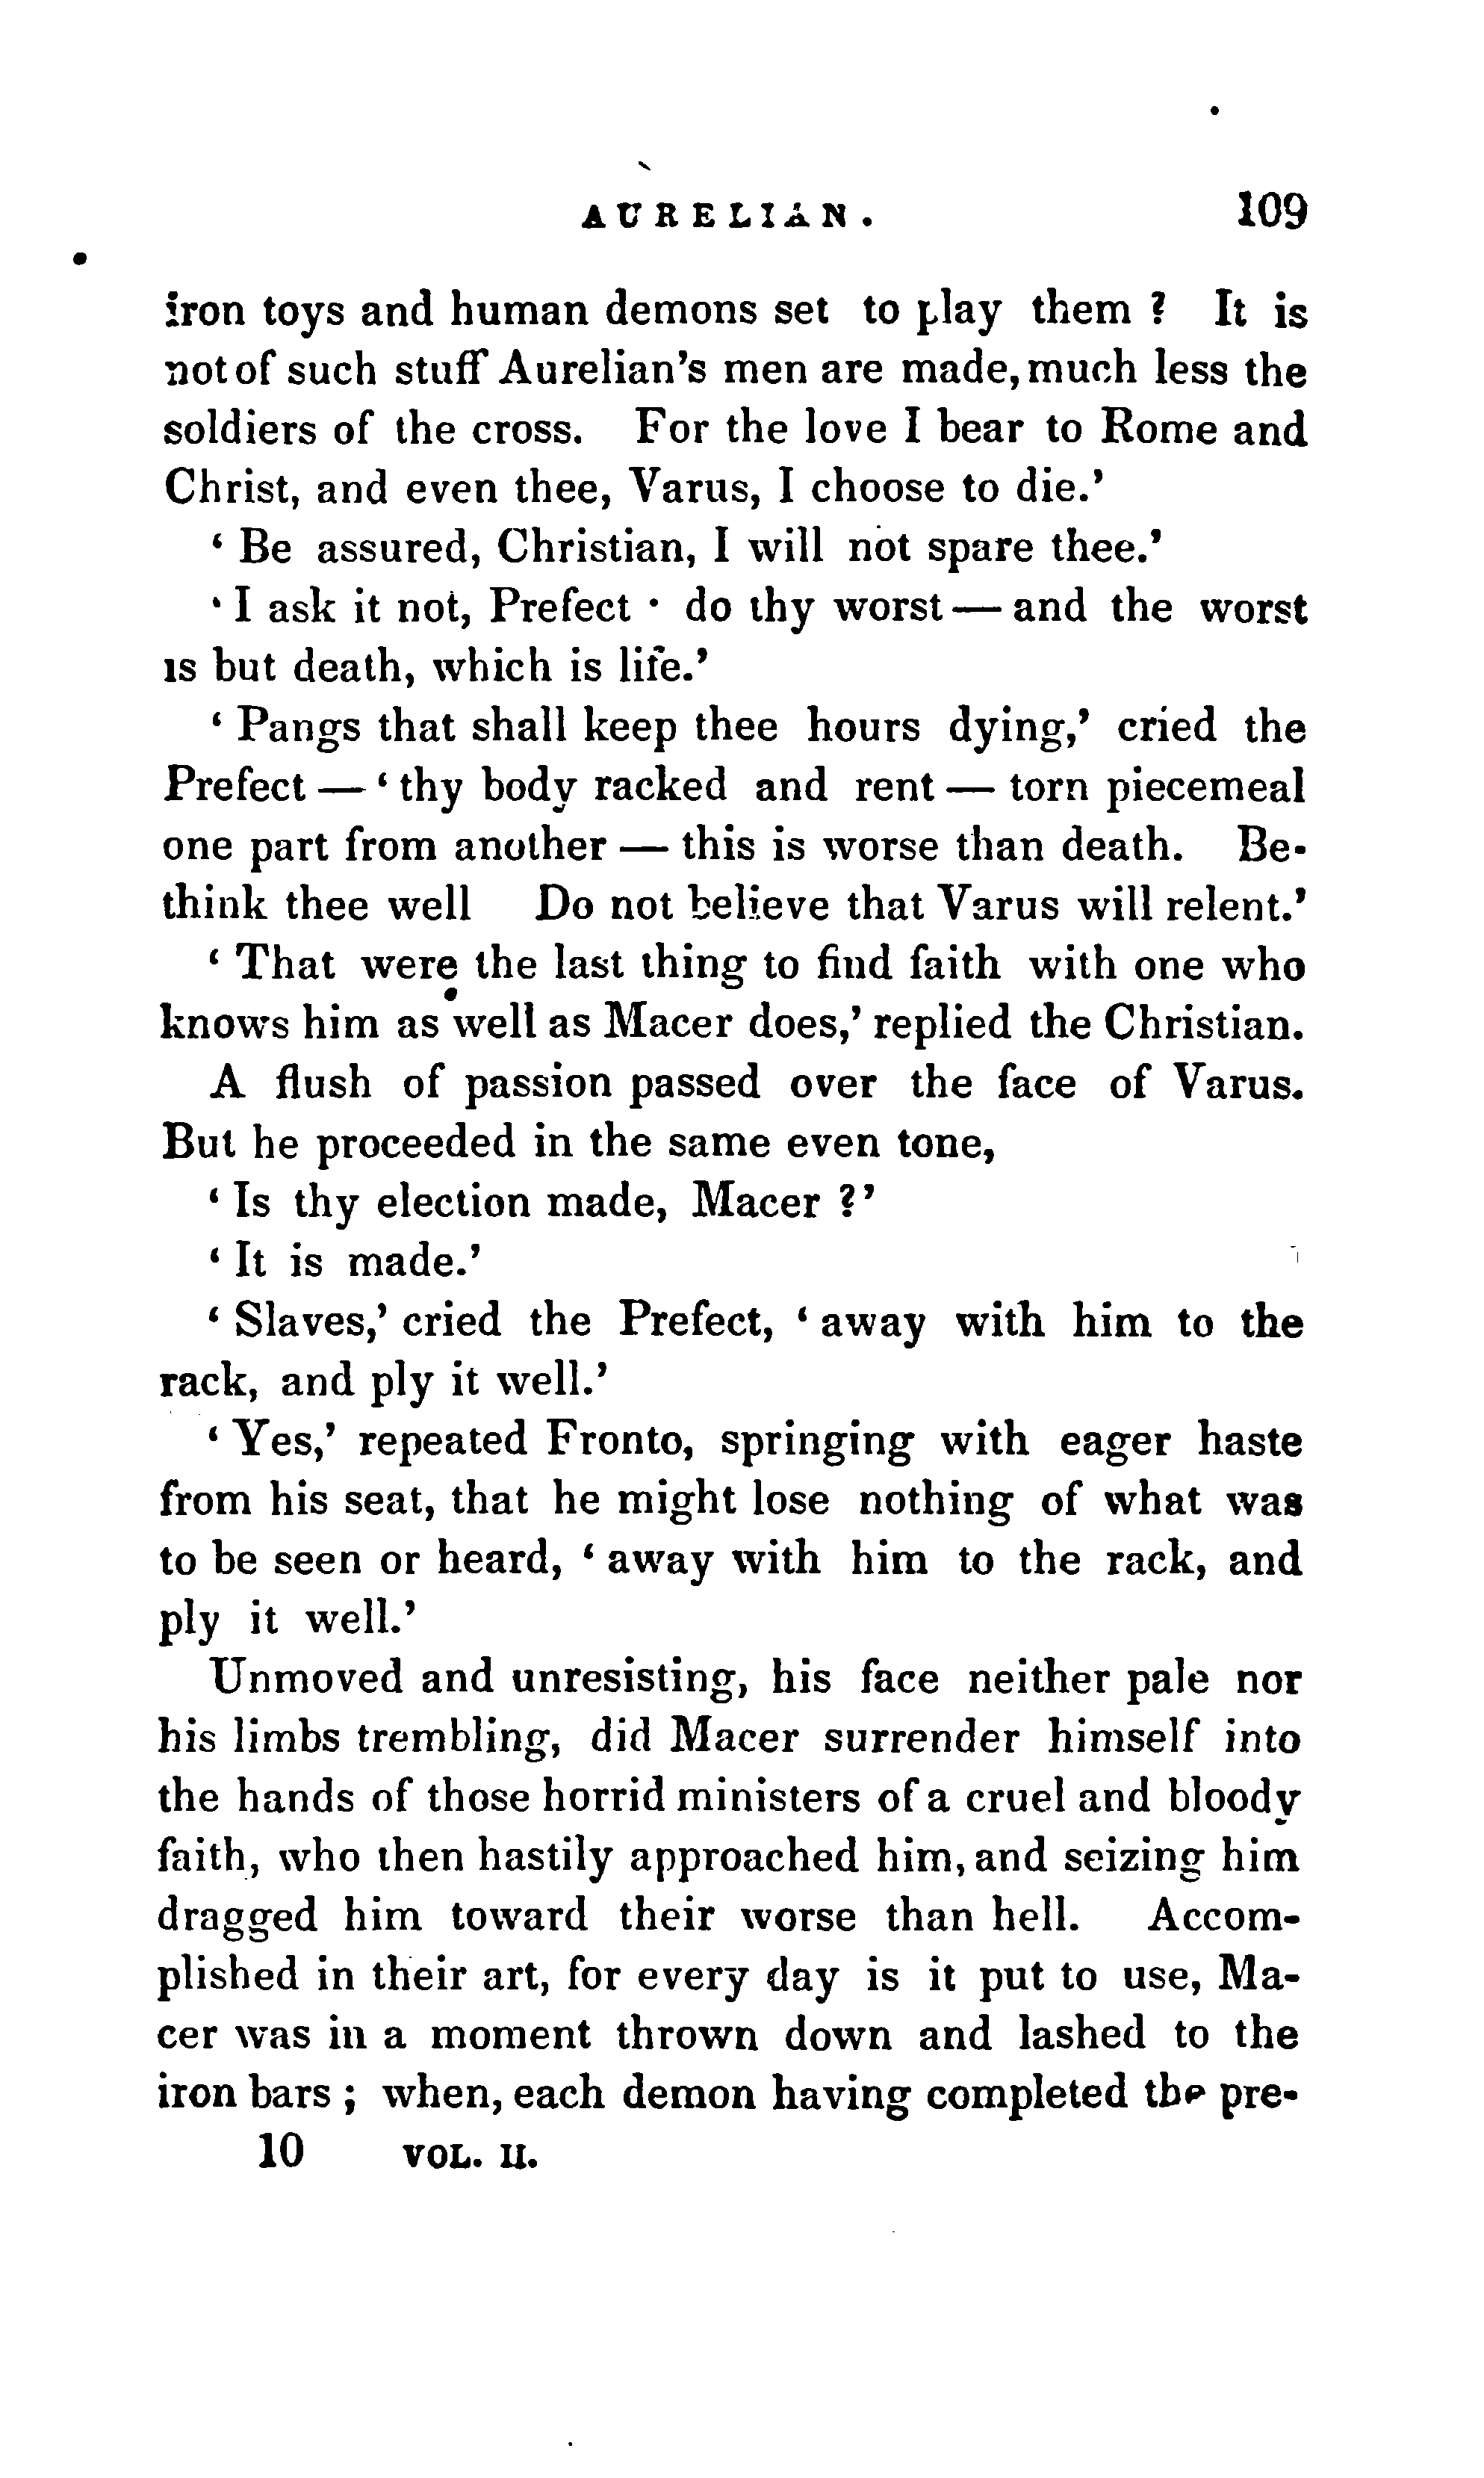 AURELIAN. 109
iron toys and human demons set to play them ? It is
not of such stuff Aurelian's men are made, much less the
soldiers of the cross. For the love I bear to Rome and
Christ, and even thee, Varus, I choose to die.'
‘ Be assured, Christian, I will not spare thee.’
‘ I ask it not, Prefect · do thy worst — and the worst
is but death, which is life.’
‘ Pangs that shall keep thee hours dying,’ cried the
Prefect — ‘ thy body racked and rent — torn piecemeal
one part from another — this is worse than death. Be-
think thee well Do not believe that Varus will relent.’
‘ That were the last thing to find faith with one who
knows him as well as Macer does,’ replied the Christian.
A flush of passion passed over the face of Varus.
But he proceeded in the same even tone,
‘ Is thy election made, Macer ?’
‘ It is made.’
‘ Slaves,’ cried the Prefect, ‘ away with him to the
rack, and ply it well.’
‘ Yes,’ repeated Fronto, springing with eager haste
from his seat, that he might lose nothing of what was
to be seen or heard, ‘ away with him to the rack, and
ply it well.’
Unmoved and unresisting, his face neither pale nor
his limbs trembling, did Macer surrender himself into
the hands of those horrid ministers of a cruel and bloody
faith, who then hastily approached him, and seizing him
dragged him toward their worse than hell. Accom-
plished in their art, for every day is it put to use, Ma-
cer was in a moment thrown down and lashed to the
iron bars ; when, each demon having completed the pre-
10 VOL. II.